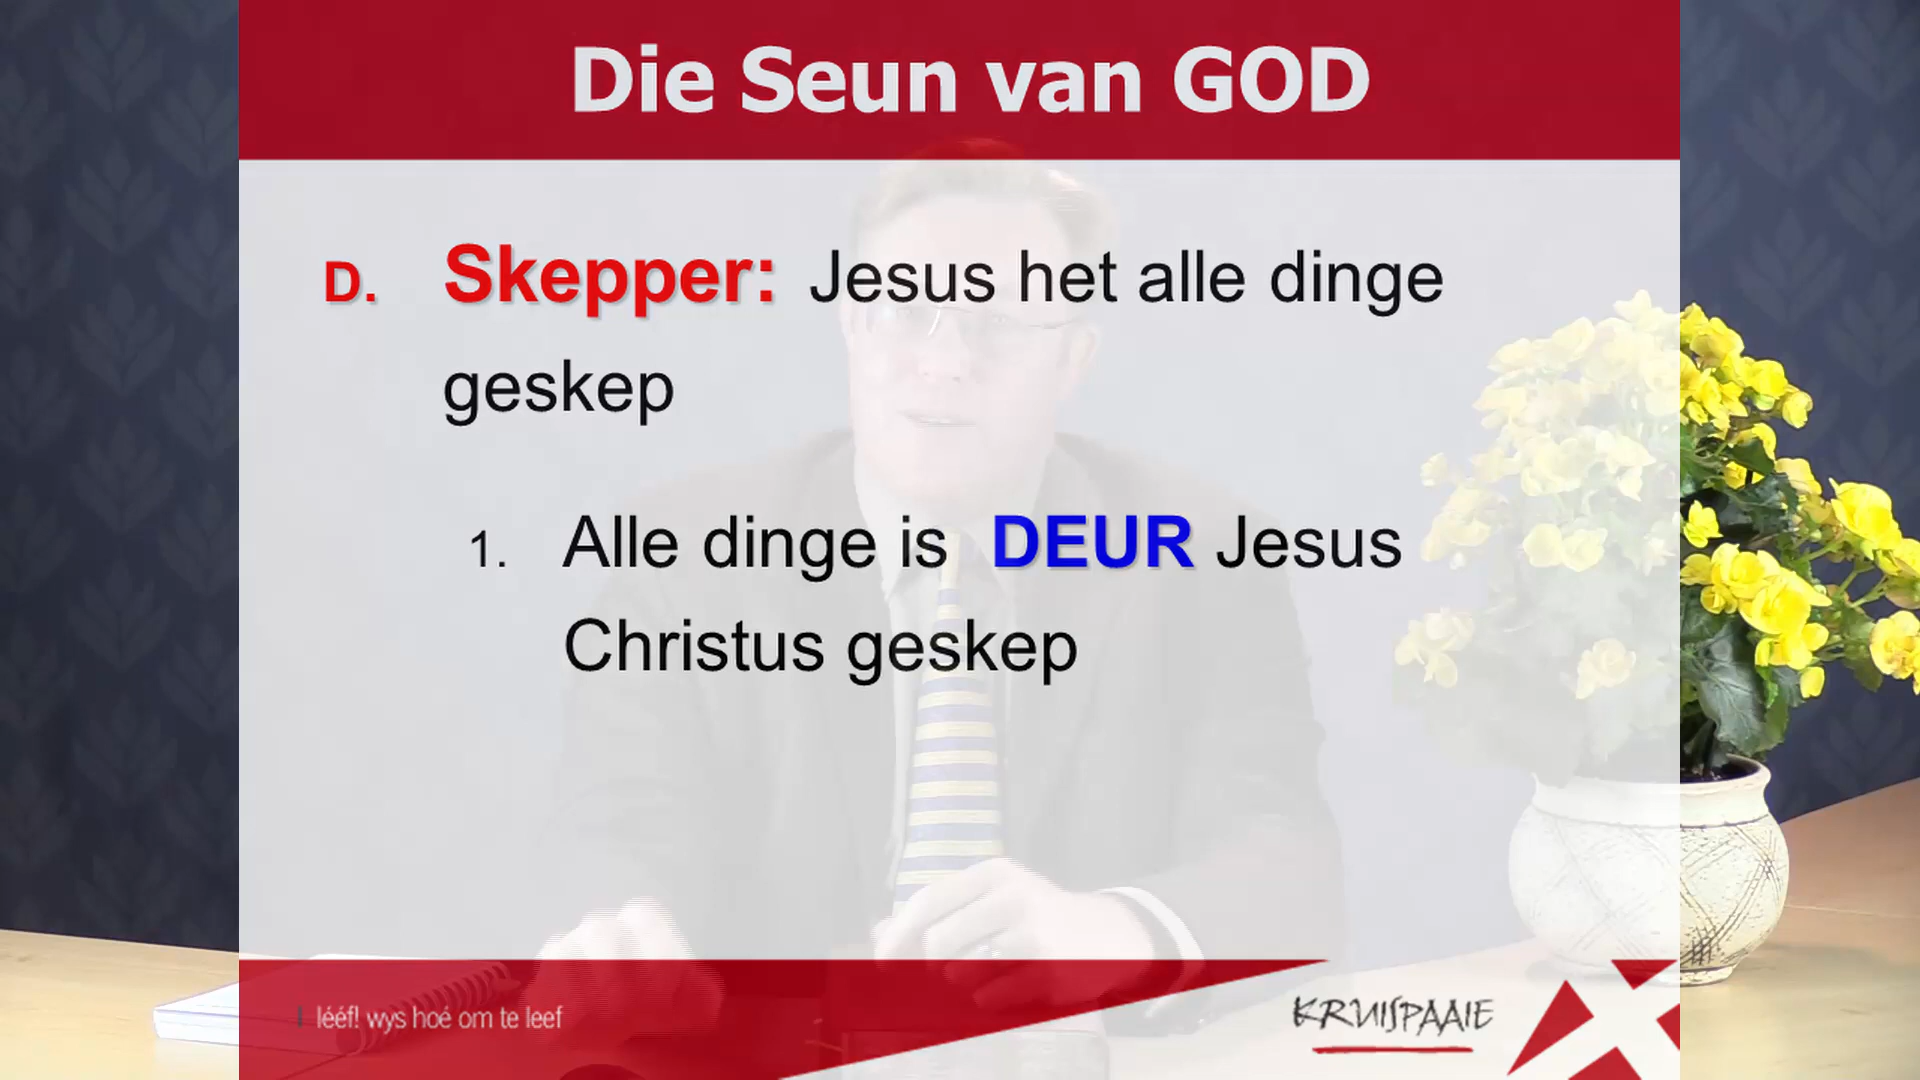 Die Seun van GOD
D. Skepper: Jesus het alle dinge
geskep
1. Alle dinge is DEUR Jesus
Christus geskep
lééf! wys hoé om te leef
KRUISPAAIE